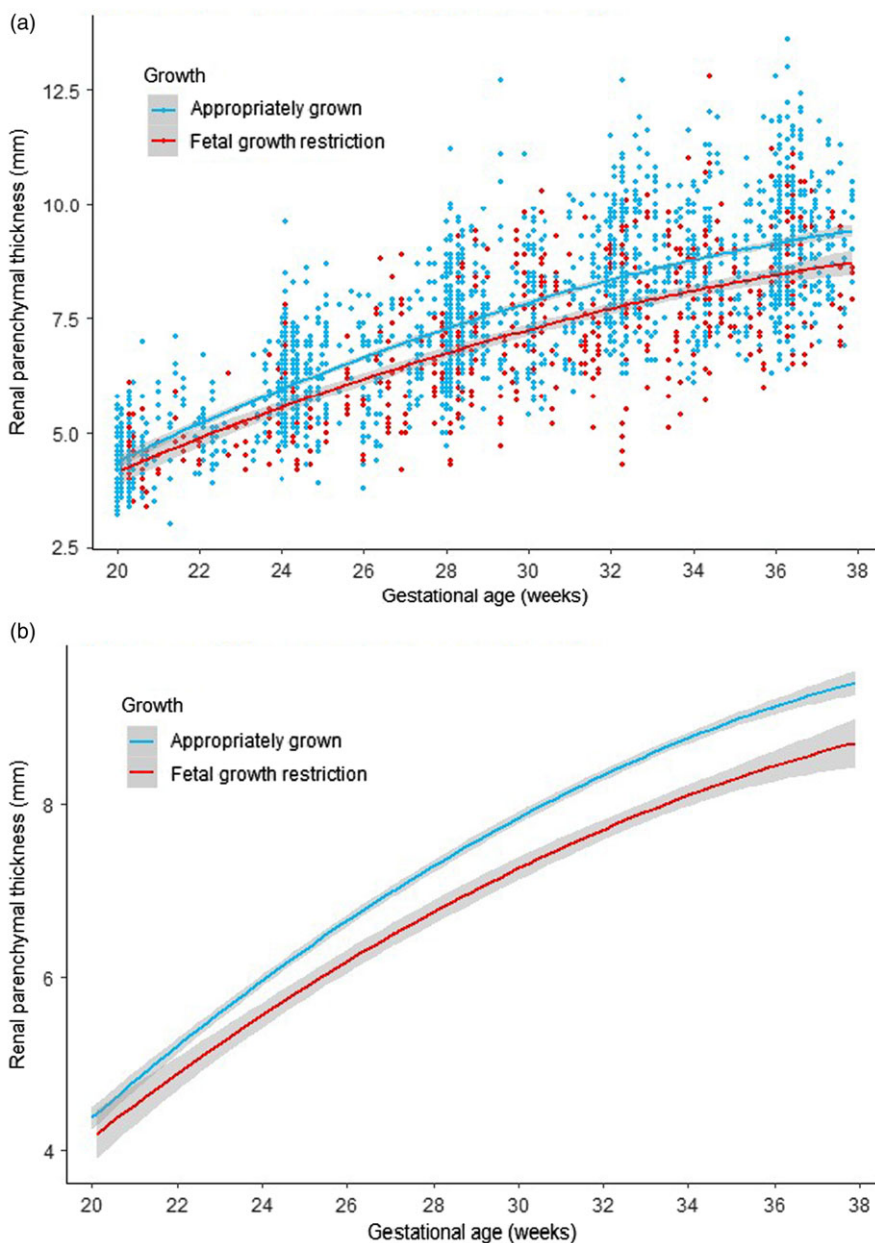 (a)
Growth
Appropriately grown
Fetal growth restriction
Renal parenchymal thickness (mm)
12.5
10.0
7.5
5.0
2.5
20 22 24 26 28 30 32 34 36 38
Gestational age (weeks)
(b)
Growth
Appropriately grown
Fetal growth restriction
Renal parenchymal thickness (mm)
8
6
4
20 22 24 26 28 30 32 34 36 38
Gestational age (weeks)